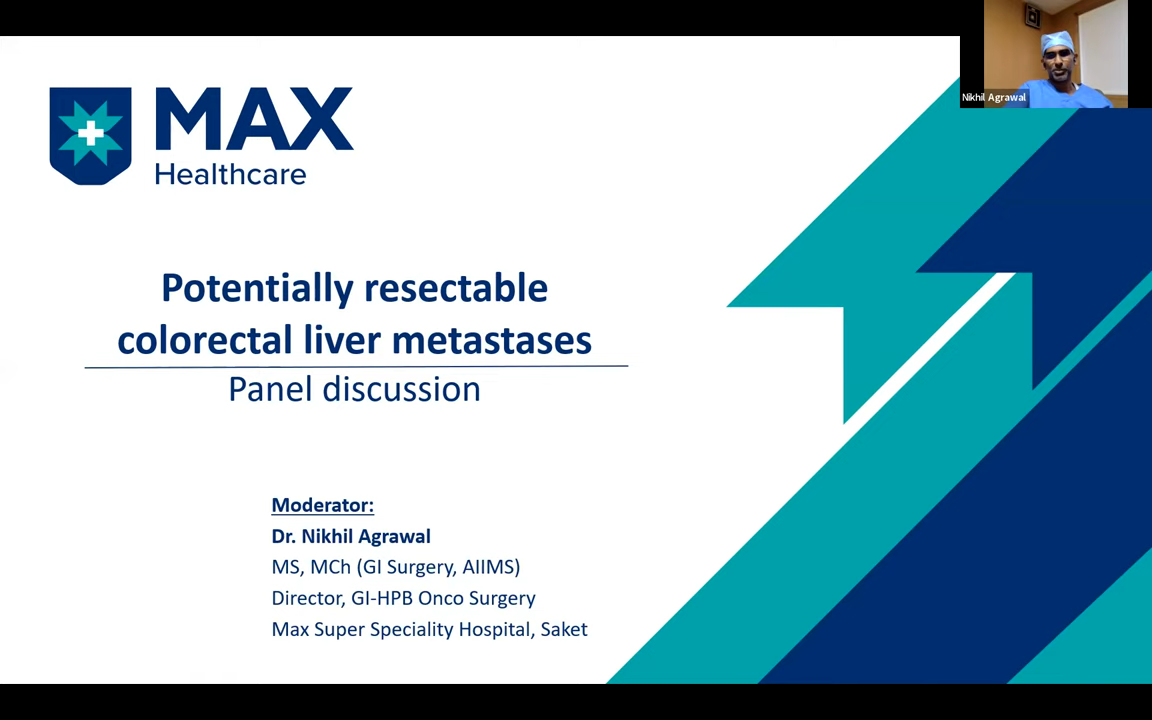 MAX
Healthcare
Nikhil Agrawal
Potentially resectable
colorectal liver metastases
Panel discussion
Moderator:
Dr. Nikhil Agrawal
MS, MCh (GI Surgery, AIIMS)
Director, GI-HPB Onco Surgery
Max Super Speciality Hospital, Saket